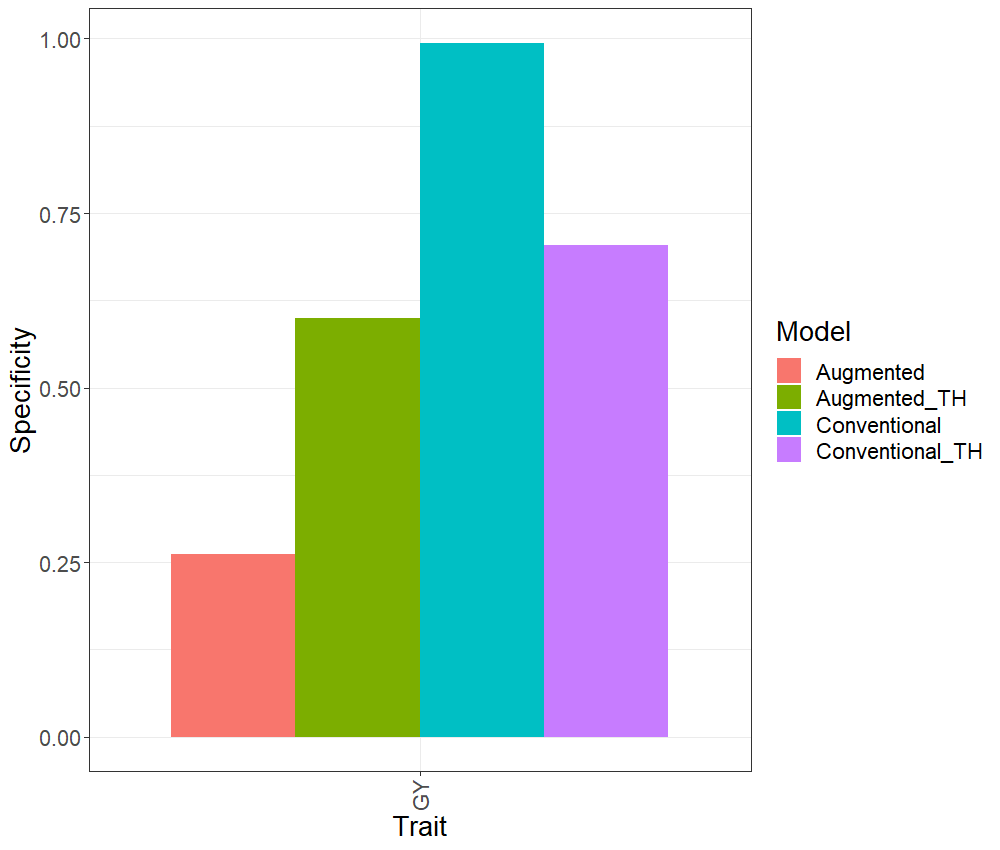 Specificity
1.00
0.75
0.50
0.25
0.00
GY
Trait
Model
Augmented
Augmented_TH
Conventional
Conventional_TH